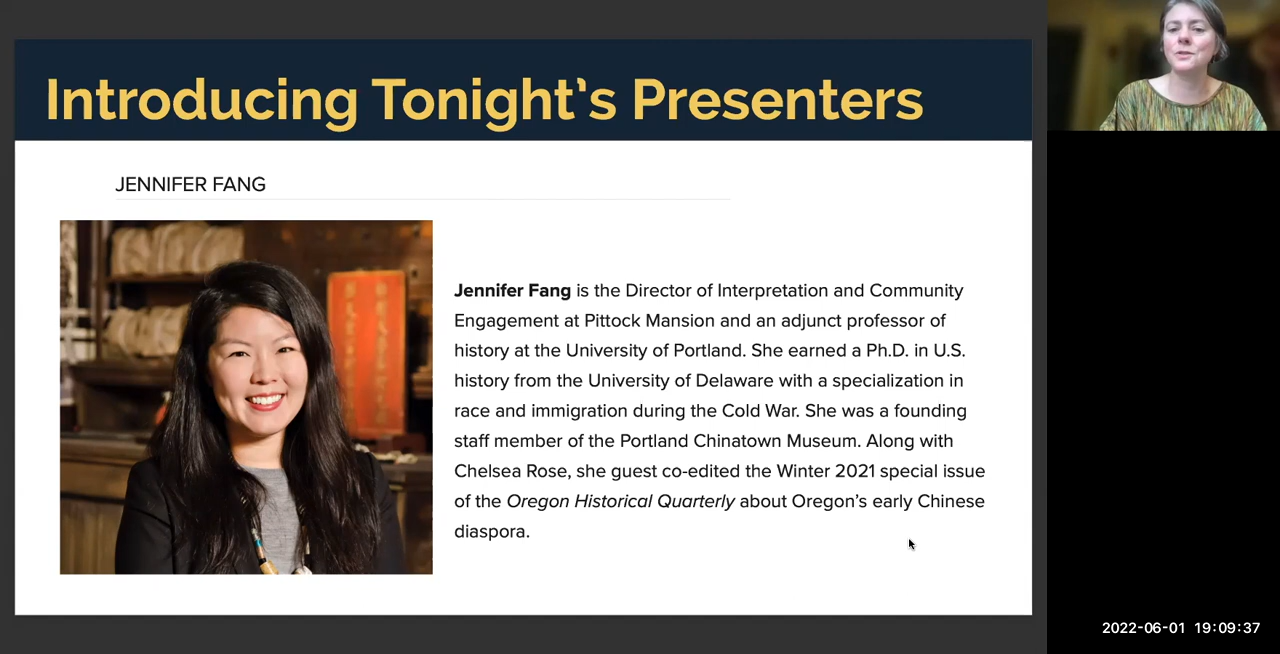 Introducing Tonight’s Presenters
JENNIFER FANG
Jennifer Fang is the Director of Interpretation and Community
Engagement at Pittock Mansion and an adjunct professor of
history at the University of Portland. She earned a Ph.D. in U.S.
history from the University of Delaware with a specialization in
race and immigration during the Cold War. She was a founding
staff member of the Portland Chinatown Museum. Along with
Chelsea Rose, she guest co-edited the Winter 2021 special issue
of the Oregon Historical Quarterly about Oregon’s early Chinese
diaspora.
2022-06-01 19:09:37